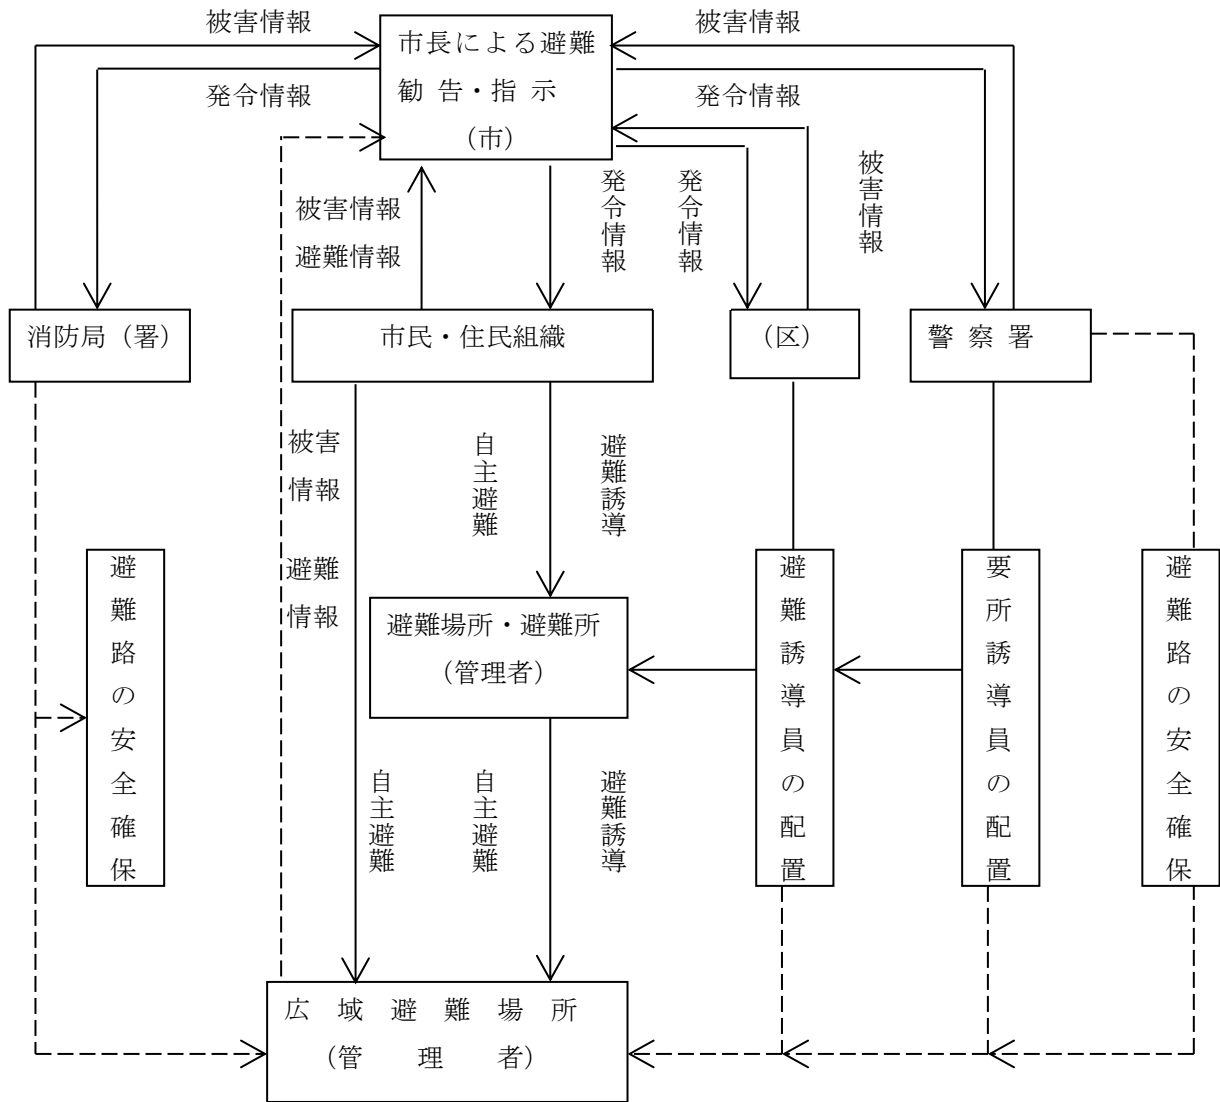 被害情報
被害情報
市長による避難
勧 告・指 示
(市)
発令情報
発令情報
被害情報
避難情報
発令情報
発令情報
被害情報
消防局（署）
市民・住民組織
（区）
警 察 署
被害
情報
避難
情報
自主避難
避難誘導
避難路の安全確保
避難場所・避難所
（管理者）
避難誘導員の配置
要所誘導員の配置
避難路の安全確保
自主避難
自主避難
避難誘導
広 域 避 難 場 所
（管 理 者）